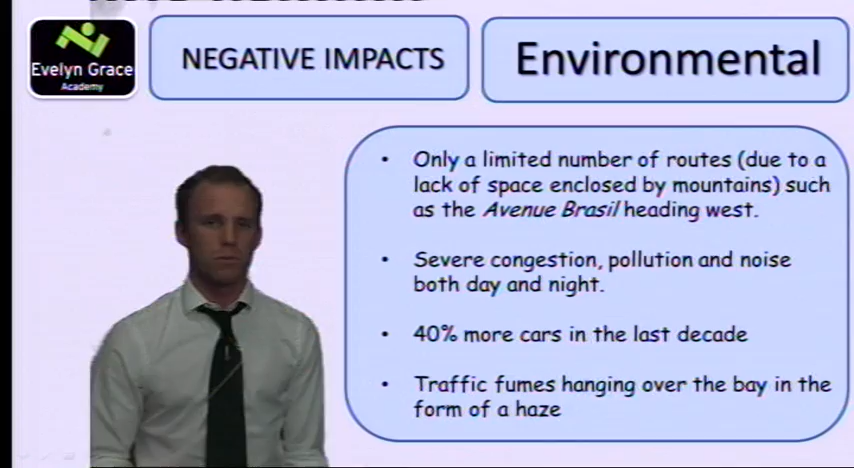 Evelyn Grace
Academy
NEGATIVE IMPACTS
Environmental
• Only a limited number of routes (due to a
lack of space enclosed by mountains) such
as the Avenue Brasil heading west.
• Severe congestion, pollution and noise
both day and night.
• 40% more cars in the last decade
• Traffic fumes hanging over the bay in the
form of a haze